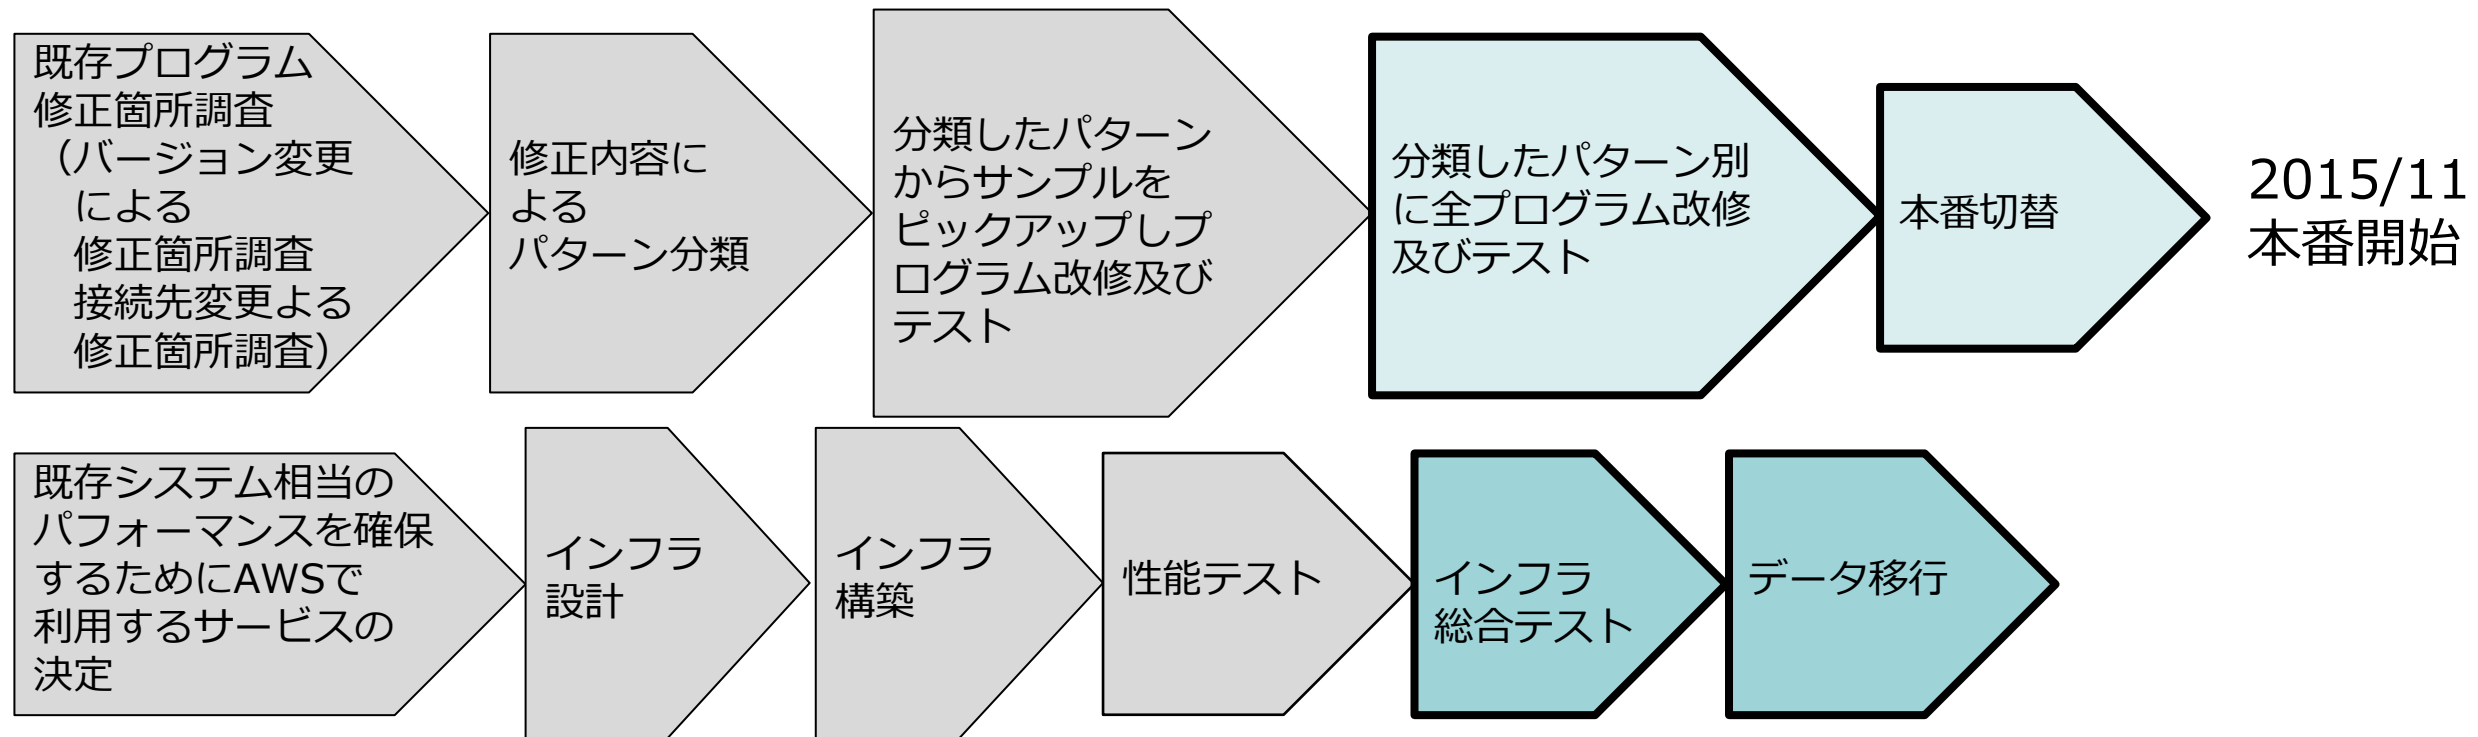 既存プログラム
修正箇所調査
（バージョン変更
による
修正箇所調査
接続先変更よる
修正箇所調査）
修正内容に
よる
パターン分類
分類したパターン
からサンプルを
ピックアップしプ
ログラム改修及び
テスト
分類したパターン別
に全プログラム改修
及びテスト
本番切替
2015/11
本番開始
既存システム相当の
パフォーマンスを確保
するためにAWSで
利用するサービスの
決定
インフラ
設計
インフラ
構築
性能テスト
インフラ
総合テスト
データ移行